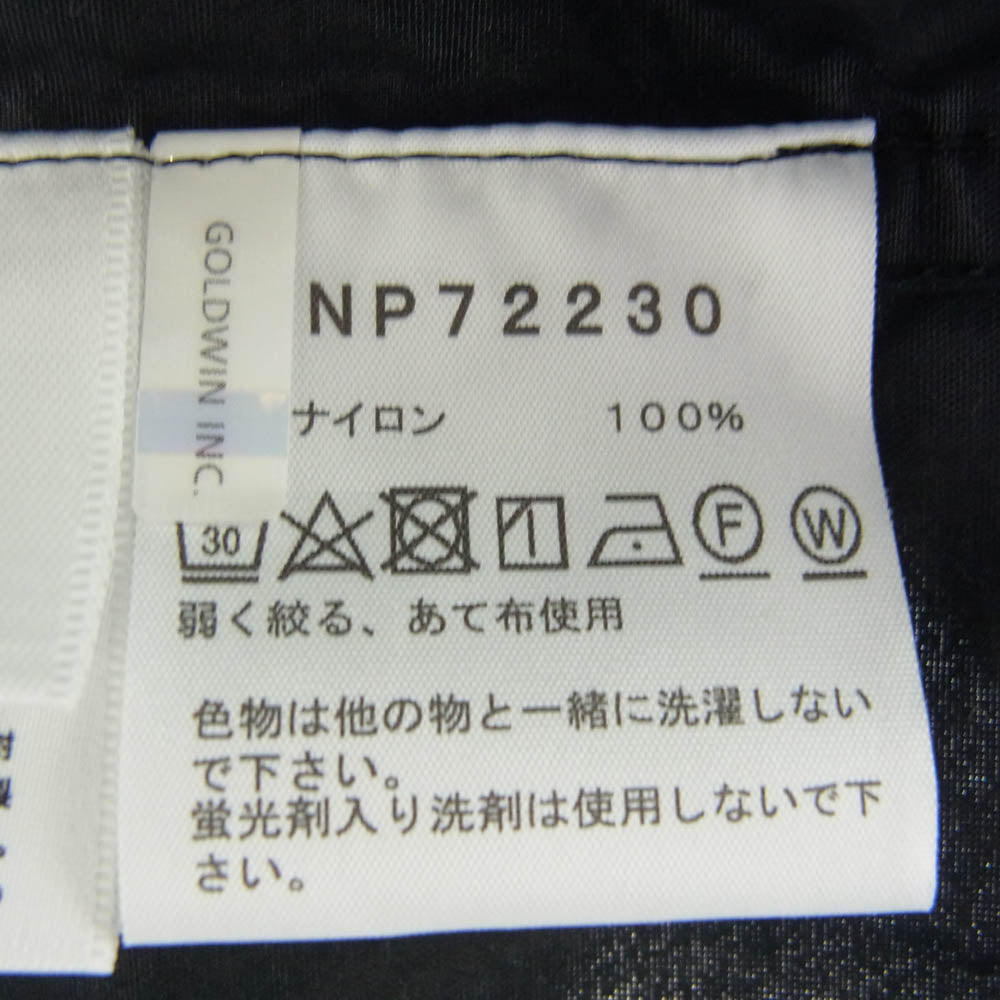 GOLDWIN INC.
NP72230
ナイロン 100%
30 F W
弱く絞る、あて布使用
色物は他の物と一緒に洗濯しない
で下さい。
蛍光剤入り洗剤は使用しないで下
さい。